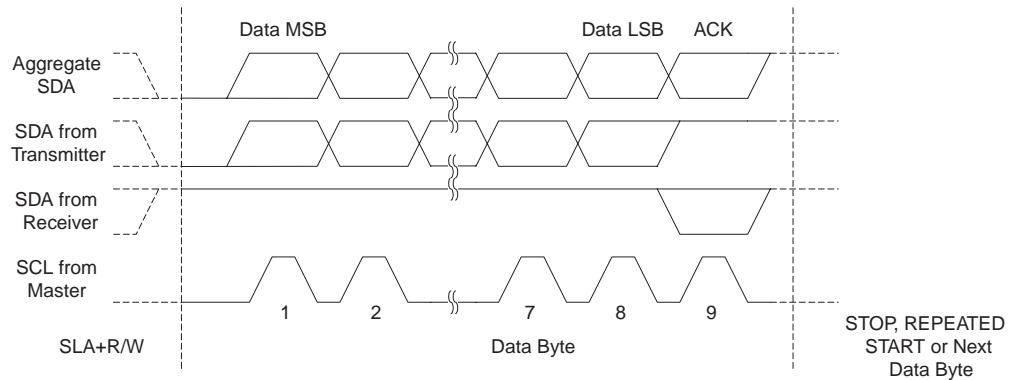 Data MSB
Data LSB
ACK
Aggregate
SDA
SDA from
Transmitter
SDA from
Receiver
SCL from
Master
1
2
7
8
9
SLA+R/W
Data Byte
STOP, REPEATED
START or Next
Data Byte